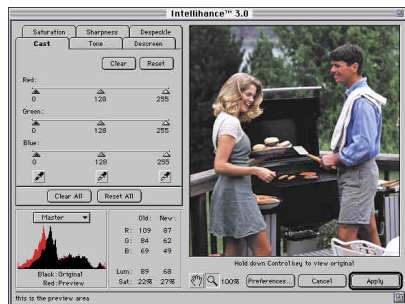 Intellihance™ 3.0
Saturation Sharpness Despeckle
Cast Tone Descreen
Clear Reset
Red:
0 128 255
Green:
0 128 255
Blue:
0 128 255
Clear All Reset All
Master
Black:Original
Red:Preview
Old: New:
R: 109 87
G: 84 62
B: 69 49
Lum: 89 68
Sat: 22% 27%
Hold down Control key to view original
100% Preferences... Cancel Apply
this is the preview area